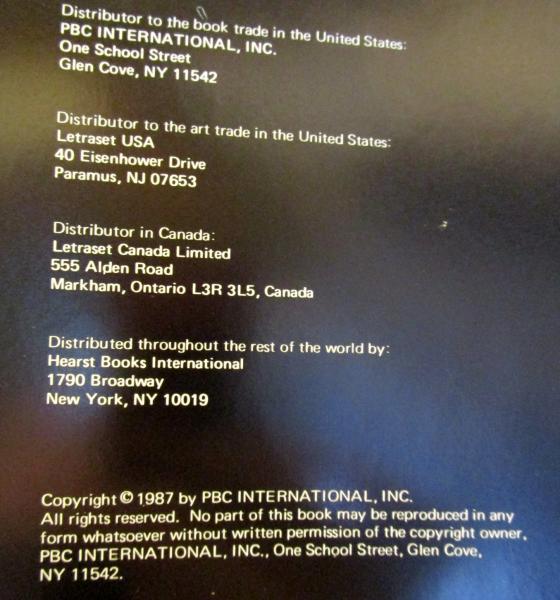 Distributor to the book trade in the United States:
PBC INTERNATIONAL, INC.
One School Street
Glen Cove, NY 11542
Distributor to the art trade in the United States:
Letraset USA
40 Eisenhower Drive
Paramus, NJ 07653
Distributor in Canada:
Letraset Canada Limited
555 Alden Road
Markham, Ontario L3R 3L5, Canada
Distributed throughout the rest of the world by:
Hearst Books International
1790 Broadway
New York, NY 10019
Copyright © 1987 by PBC INTERNATIONAL, INC.
All rights reserved. No part of this book may be reproduced in any
form whatsoever without written permission of the copyright owner,
PBC INTERNATIONAL, INC., One School Street, Glen Cove,
NY 11542.